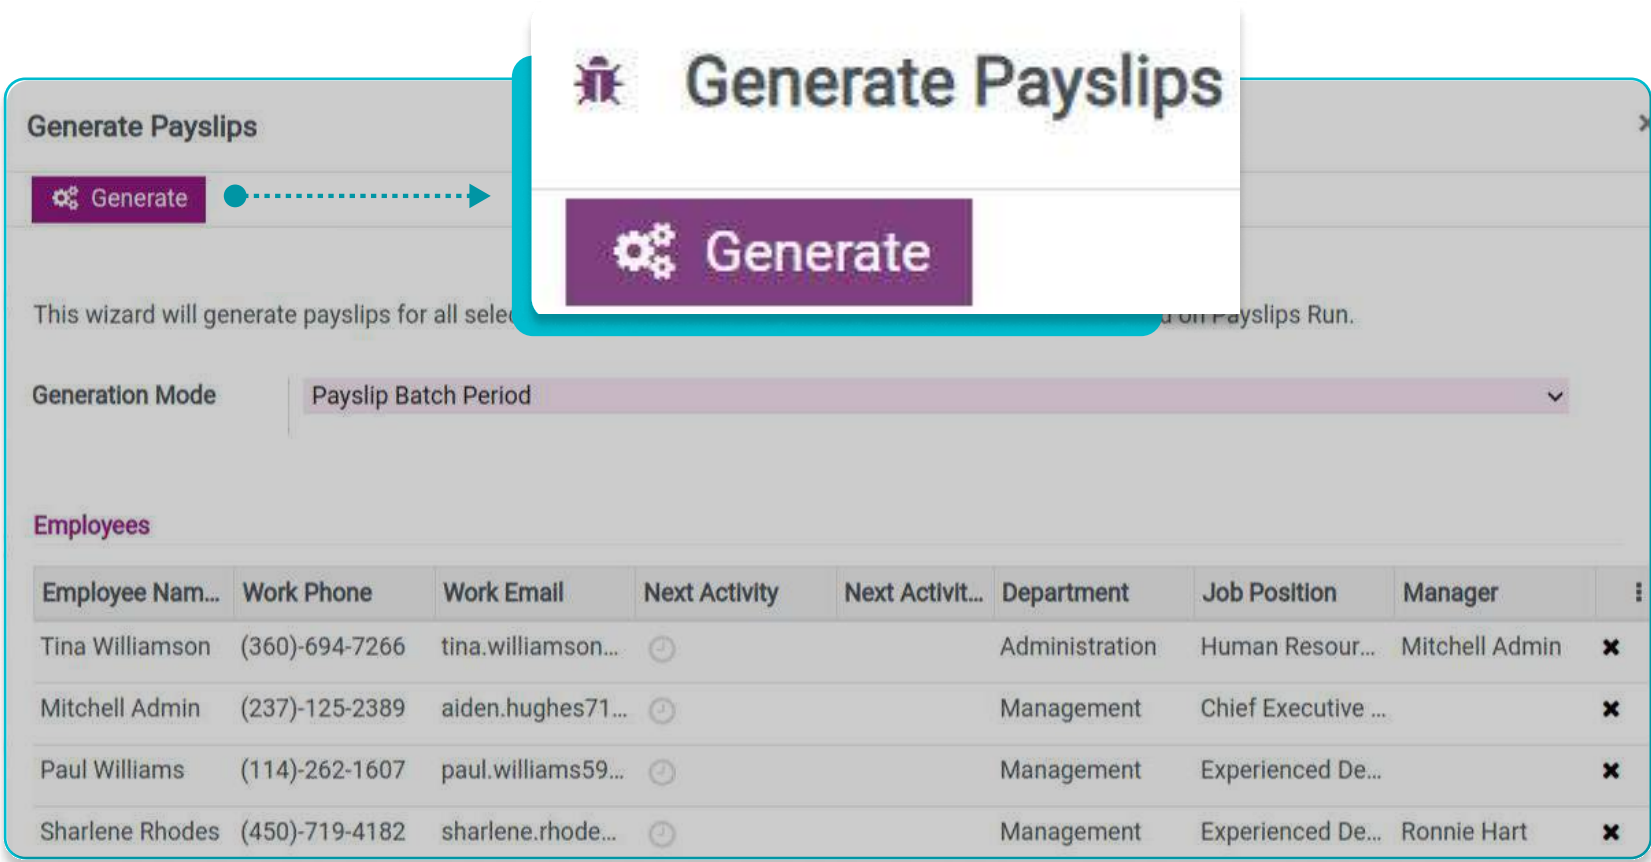 Generate Payslips
Generate
Generate Payslips
Generate
This wizard will generate payslips for all on Payslips Run.
Generation Mode Payslip Batch Period
Employees
Employee Nam... Work Phone Work Email Next Activity Next Activit... Department Job Position Manager
Tina Williamson (360)-694-7266 tina.williamson... Administration Human Resour... Mitchell Admin
Mitchell Admin (237)-125-2389 aiden.hughes71... Management Chief Executive ...
Paul Williams (114)-262-1607 paul.williams59... Management Experienced De...
Sharlene Rhodes (450)-719-4182 sharlene.rhode... Management Experienced De... Ronnie Hart